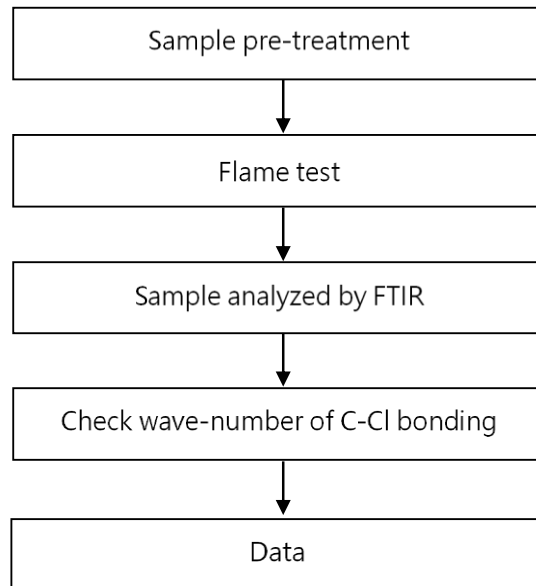 Sample pre-treatment
Flame test
Sample analyzed by FTIR
Check wave-number of C-Cl bonding
Data